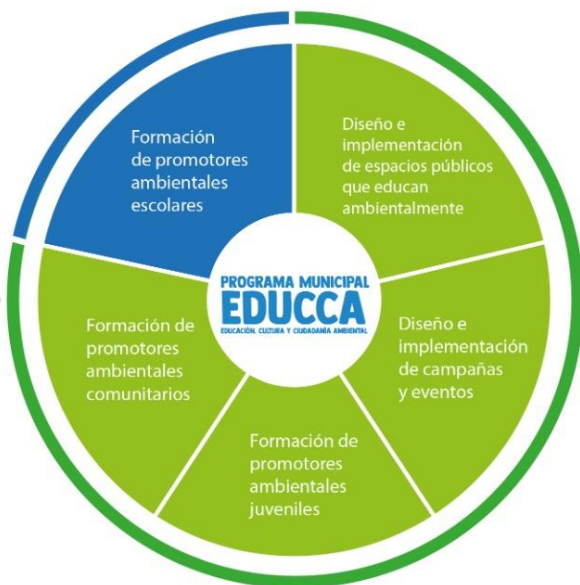 Formación
de promotores
ambientales
escolares
Diseño e
implementación
de espacios públicos
que educan
ambientalmente
PROGRAMA MUNICIPAL
EDUCCA
EDUCACIÓN, CULTURA Y CIUDADANÍA AMBIENTAL
Formación de
promotores
ambientales
comunitarios
Diseño e
implementación
de campañas
y eventos
Formación de
promotores
ambientales
juveniles